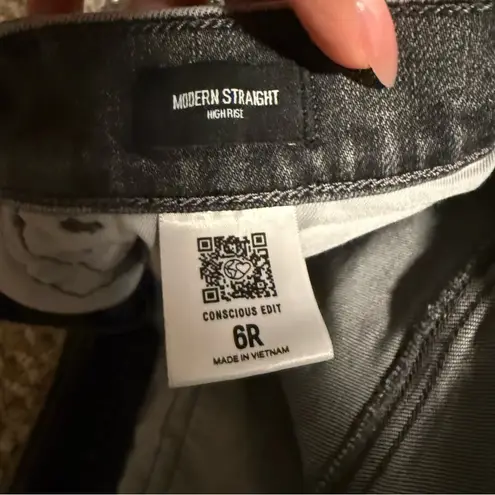 MODERN STRAIGHT
HIGH RISE
CONSCIOUS EDIT
6R
MADE IN VIETNAM